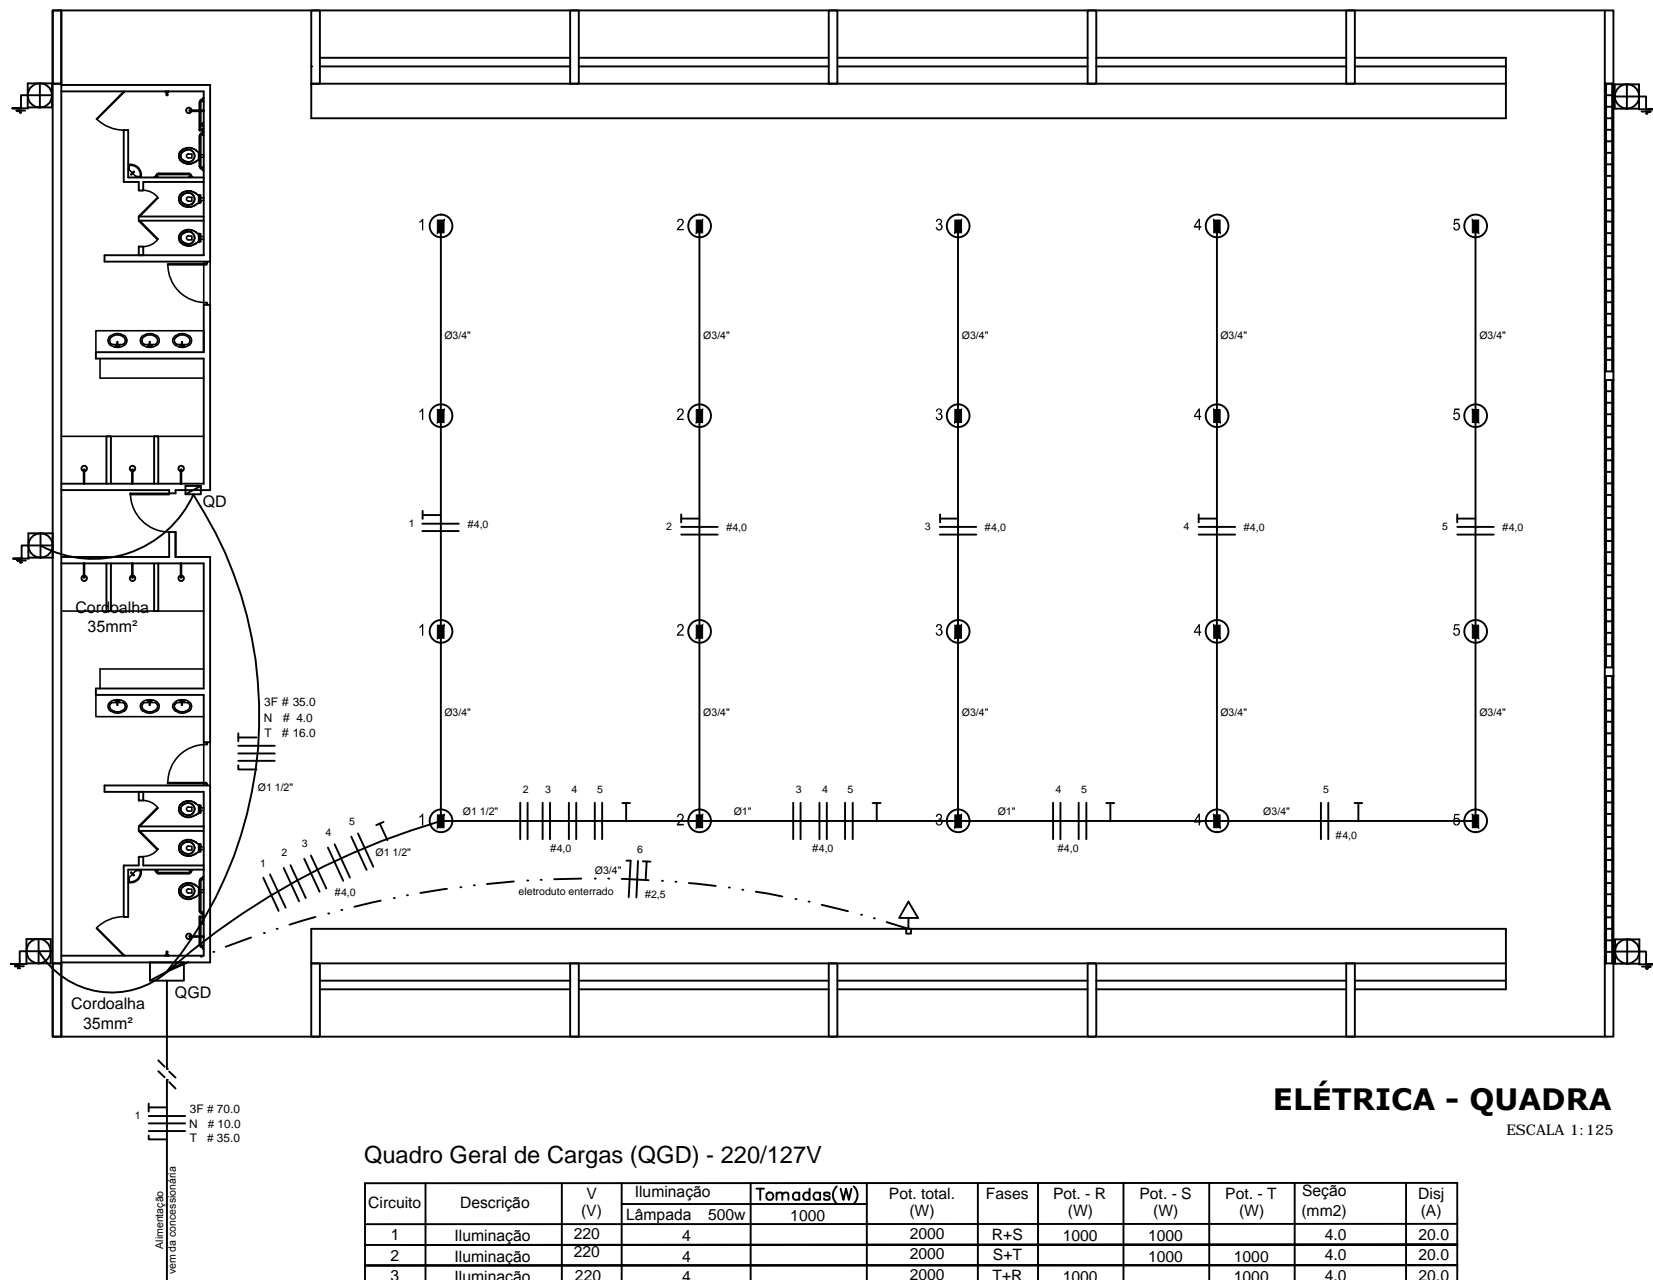 1 2 3 4 5
Ø3/4" Ø3/4" Ø3/4" Ø3/4" Ø3/4"
1 2 3 4 5
QD
1 #4,0 2 #4,0 3 #4,0 4 #4,0 5 #4,0
Cordoalha
35mm²
1 2 3 4 5
3F # 35.0
N # 4.0
T # 16.0
Ø3/4" Ø3/4" Ø3/4" Ø3/4" Ø3/4"
Ø1 1/2"
2 3 4 5 3 4 5 4 5 5
1 Ø1 1/2" 2 Ø1" 3 Ø1" 4 Ø3/4" 5
#4,0 #4,0 #4,0 #4,0
1 2 3 4 5 Ø1 1/2"
#4,0
6
Ø3/4"
eletroduto enterrado #2,5
QGD
Cordoalha
35mm²
1 3F # 70.0
N # 10.0
T # 35.0
Alimentação
vem da concessionária
ELÉTRICA - QUADRA
ESCALA 1:125
Quadro Geral de Cargas (QGD) - 220/127V
Circuito Descrição V Iluminação Tomadas(W) Pot. total. Fases Pot. - R Pot. - S Pot. - T Seção Disj
(V) Lâmpada 500w 1000 (W) (W) (W) (W) (mm2) (A)
1 Iluminação 220 4 2000 R+S 1000 1000 4.0 20.0
2 Iluminação 220 4 2000 S+T 1000 1000 4.0 20.0
3 Iluminação 220 4 2000 T+R 1000 1000 4.0 20.0